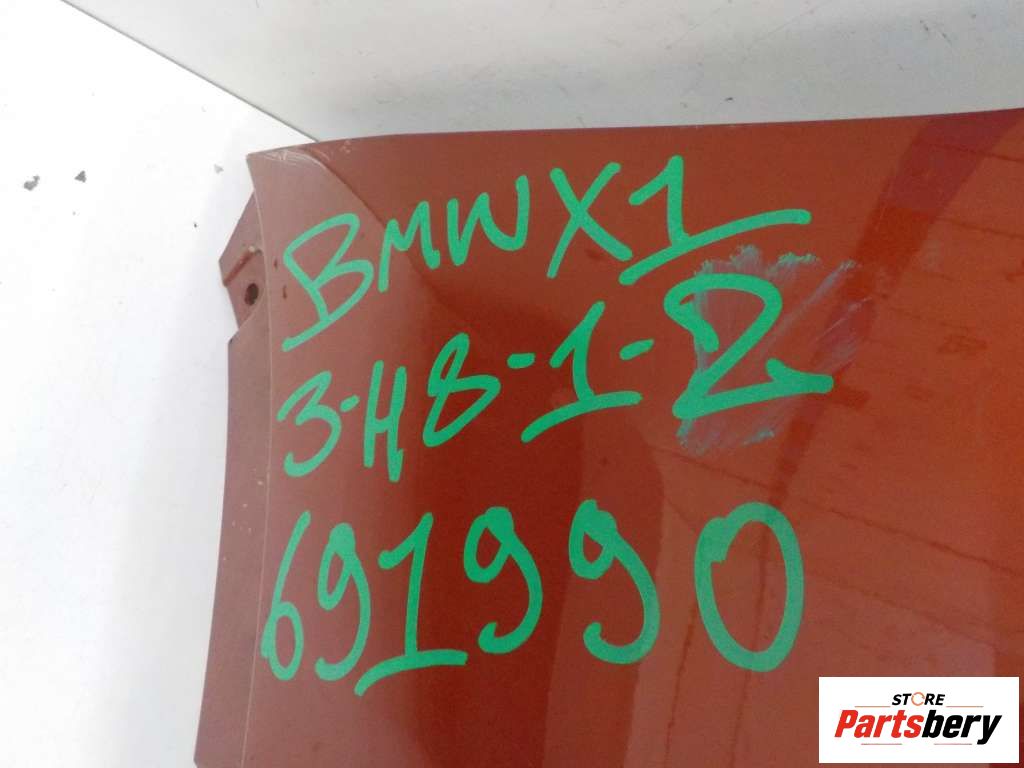 BMW X1
3-H8-1-2
691990
STORE
Partsbery